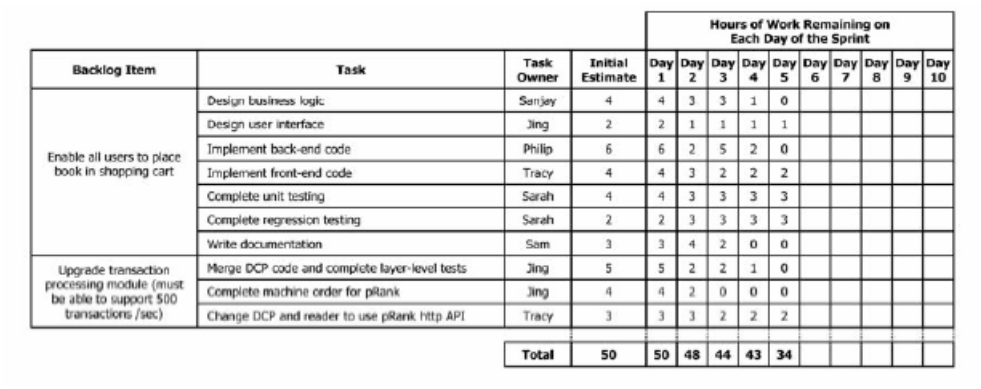 Hours of Work Remaining on
Each Day of the Sprint
Backlog Item Task Task Owner Initial Estimate Day 1 Day 2 Day 3 Day 4 Day 5 Day 6 Day 7 Day 8 Day 9 Day 10
Enable all users to place
book in shopping cart
Design business logic Sanjay 4 4 3 3 1 0
Design user interface Jing 2 2 1 1 1 1
Implement back-end code Philip 6 6 2 5 2 0
Implement front-end code Tracy 4 4 3 2 2 2
Complete unit testing Sarah 4 4 3 3 3 3
Complete regression testing Sarah 2 2 3 3 3 3
Write documentation Sam 3 3 4 2 0 0
Upgrade transaction
processing module (must
be able to support 500
transactions /sec)
Merge DCP code and complete layer-level tests Jing 5 5 2 2 1 0
Complete machine order for pRank Jing 4 4 2 0 0 0
Change DCP and reader to use pRank http API Tracy 3 3 3 2 2 2
Total 50 50 48 44 43 34